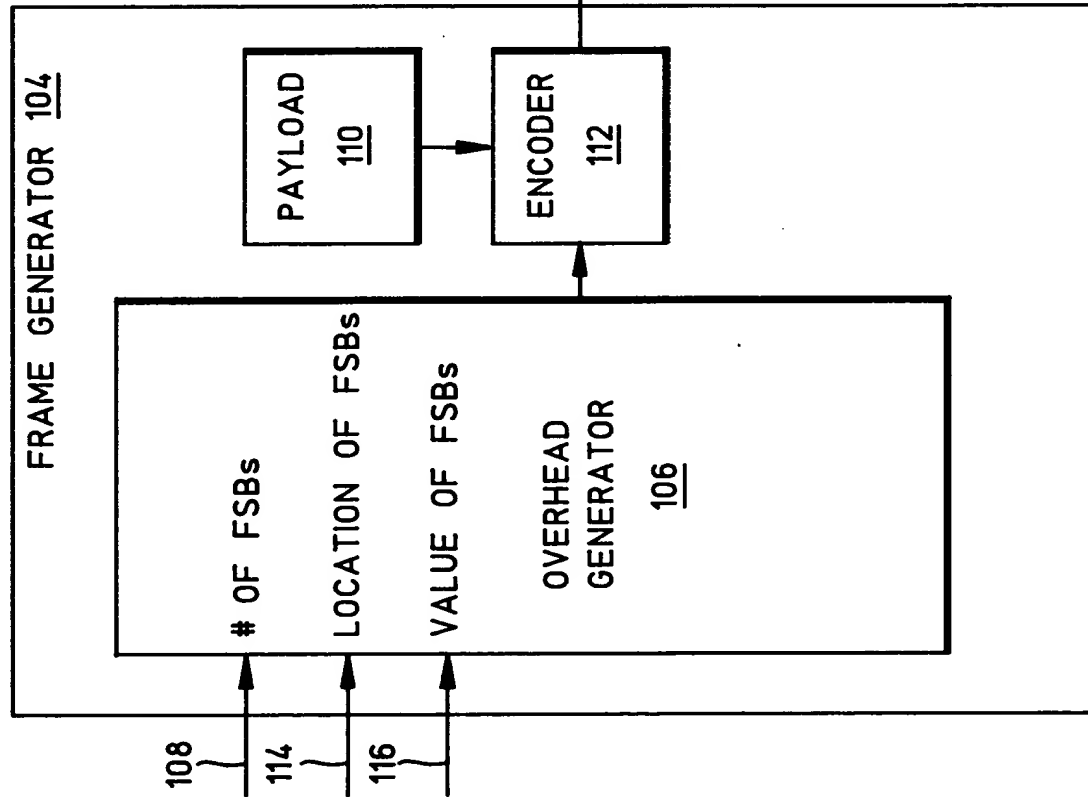 FRAME GENERATOR 104
108
# OF FSBs
114
LOCATION OF FSBs
116
VALUE OF FSBs
OVERHEAD
GENERATOR
106
PAYLOAD
110
ENCODER
112